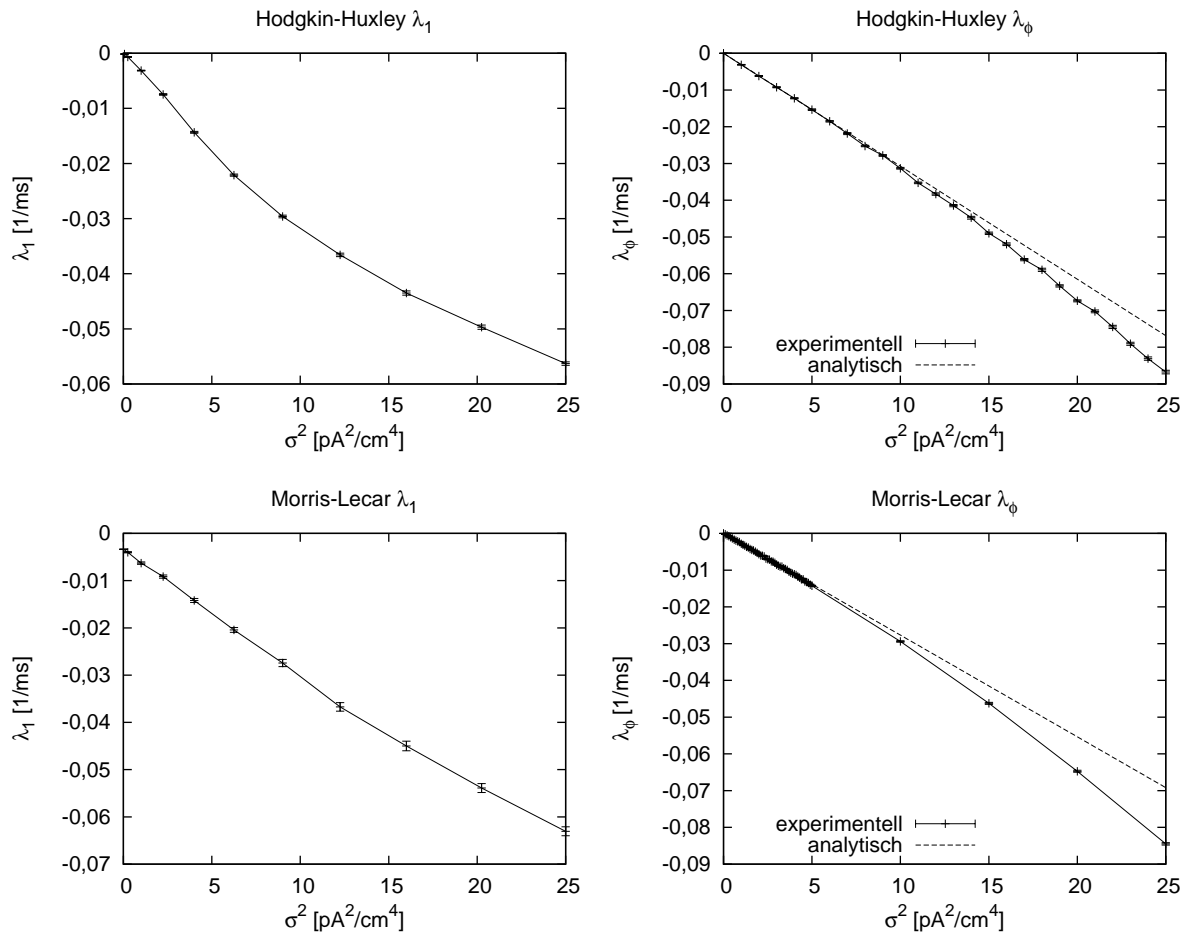 Hodgkin-Huxley λ1
0
-0,01
-0,02
-0,03
-0,04
-0,05
-0,06
λ1 [1/ms]
0 5 10 15 20 25
σ2 [pA2/cm4]
Hodgkin-Huxley λϕ
0
-0,01
-0,02
-0,03
-0,04
-0,05
-0,06
-0,07
-0,08
-0,09
λϕ [1/ms]
experimentell
analytisch
0 5 10 15 20 25
σ2 [pA2/cm4]
Morris-Lecar λ1
0
-0,01
-0,02
-0,03
-0,04
-0,05
-0,06
-0,07
λ1 [1/ms]
0 5 10 15 20 25
σ2 [pA2/cm4]
Morris-Lecar λϕ
0
-0,01
-0,02
-0,03
-0,04
-0,05
-0,06
-0,07
-0,08
-0,09
λϕ [1/ms]
experimentell
analytisch
0 5 10 15 20 25
σ2 [pA2/cm4]